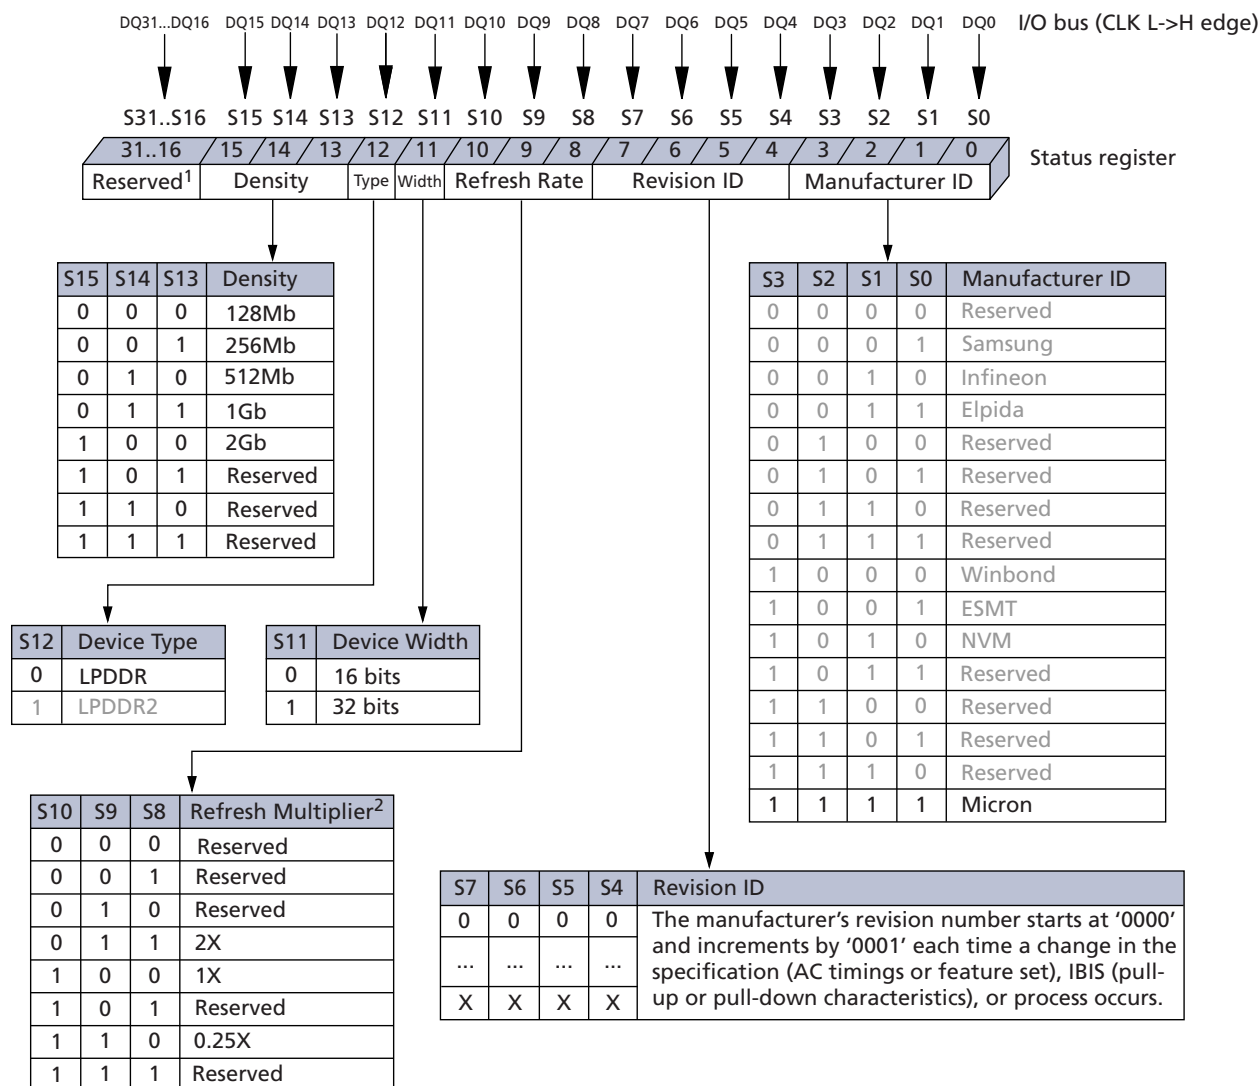 DQ31...DQ16 DQ15 DQ14 DQ13 DQ12 DQ11 DQ10 DQ9 DQ8 DQ7 DQ6 DQ5 DQ4 DQ3 DQ2 DQ1 DQ0 I/O bus (CLK L->H edge)
S31..S16 S15 S14 S13 S12 S11 S10 S9 S8 S7 S6 S5 S4 S3 S2 S1 S0
31..16 15 14 13 12 11 10 9 8 7 6 5 4 3 2 1 0 Status register
Reserved1 Density Type Width Refresh Rate Revision ID Manufacturer ID
S15 S14 S13 Density
0 0 0 128Mb
0 0 1 256Mb
0 1 0 512Mb
0 1 1 1Gb
1 0 0 2Gb
1 0 1 Reserved
1 1 0 Reserved
1 1 1 Reserved
S3 S2 S1 S0 Manufacturer ID
0 0 0 0 Reserved
0 0 0 1 Samsung
0 0 1 0 Infineon
0 0 1 1 Elpida
0 1 0 0 Reserved
0 1 0 1 Reserved
0 1 1 0 Reserved
0 1 1 1 Reserved
1 0 0 0 Winbond
1 0 0 1 ESMT
1 0 1 0 NVM
1 0 1 1 Reserved
1 1 0 0 Reserved
1 1 0 1 Reserved
1 1 1 0 Reserved
1 1 1 1 Micron
S12 Device Type
0 LPDDR
1 LPDDR2
S11 Device Width
0 16 bits
1 32 bits
S10 S9 S8 Refresh Multiplier2
0 0 0 Reserved
0 0 1 Reserved
0 1 0 Reserved
0 1 1 2X
1 0 0 1X
1 0 1 Reserved
1 1 0 0.25X
1 1 1 Reserved
S7 S6 S5 S4 Revision ID
0 0 0 0
... ... ... ...
X X X X
The manufacturer’s revision number starts at ‘0000’
and increments by ‘0001’ each time a change in the
specification (AC timings or feature set), IBIS (pull-
up or pull-down characteristics), or process occurs.